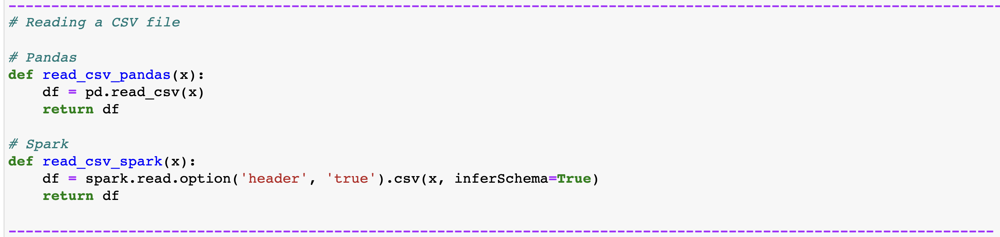 # Reading a CSV file
# Pandas
def read_csv_pandas(x):
    df = pd.read_csv(x)
    return df
# Spark
def read_csv_spark(x):
    df = spark.read.option('header', 'true').csv(x, inferSchema=True)
    return df